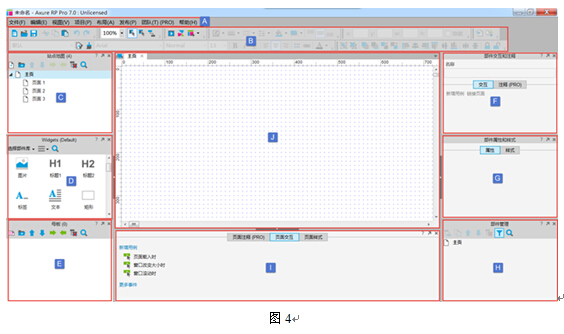 未命名 - Axure RP Pro 7.0 : Unlicensed
文件(F) 编辑(E) 视图(V) 项目(P) 布局(A) 发布(P) 团队(T) (PRO) 帮助(H) A
100%
B
站点地图 (4)
主页
页面 1
页面 2
页面 3
C
Widgets (Default)
选择部件库
H1 H2
图片 标题1 标题2
D
标签 文本 矩形
母版 (0)
E
主页
0 100 200 300 400 500 600 700
100
200
300
J
页面注释 (PRO) 页面交互 页面样式
新增用例
页面载入时
窗口改变大小时
窗口滚动时
更多事件
I
部件交互和注释
名称
交互 注释 (PRO)
新增用例 链接页面
F
部件属性和样式
属性 样式
G
部件管理
主页
H
图 4